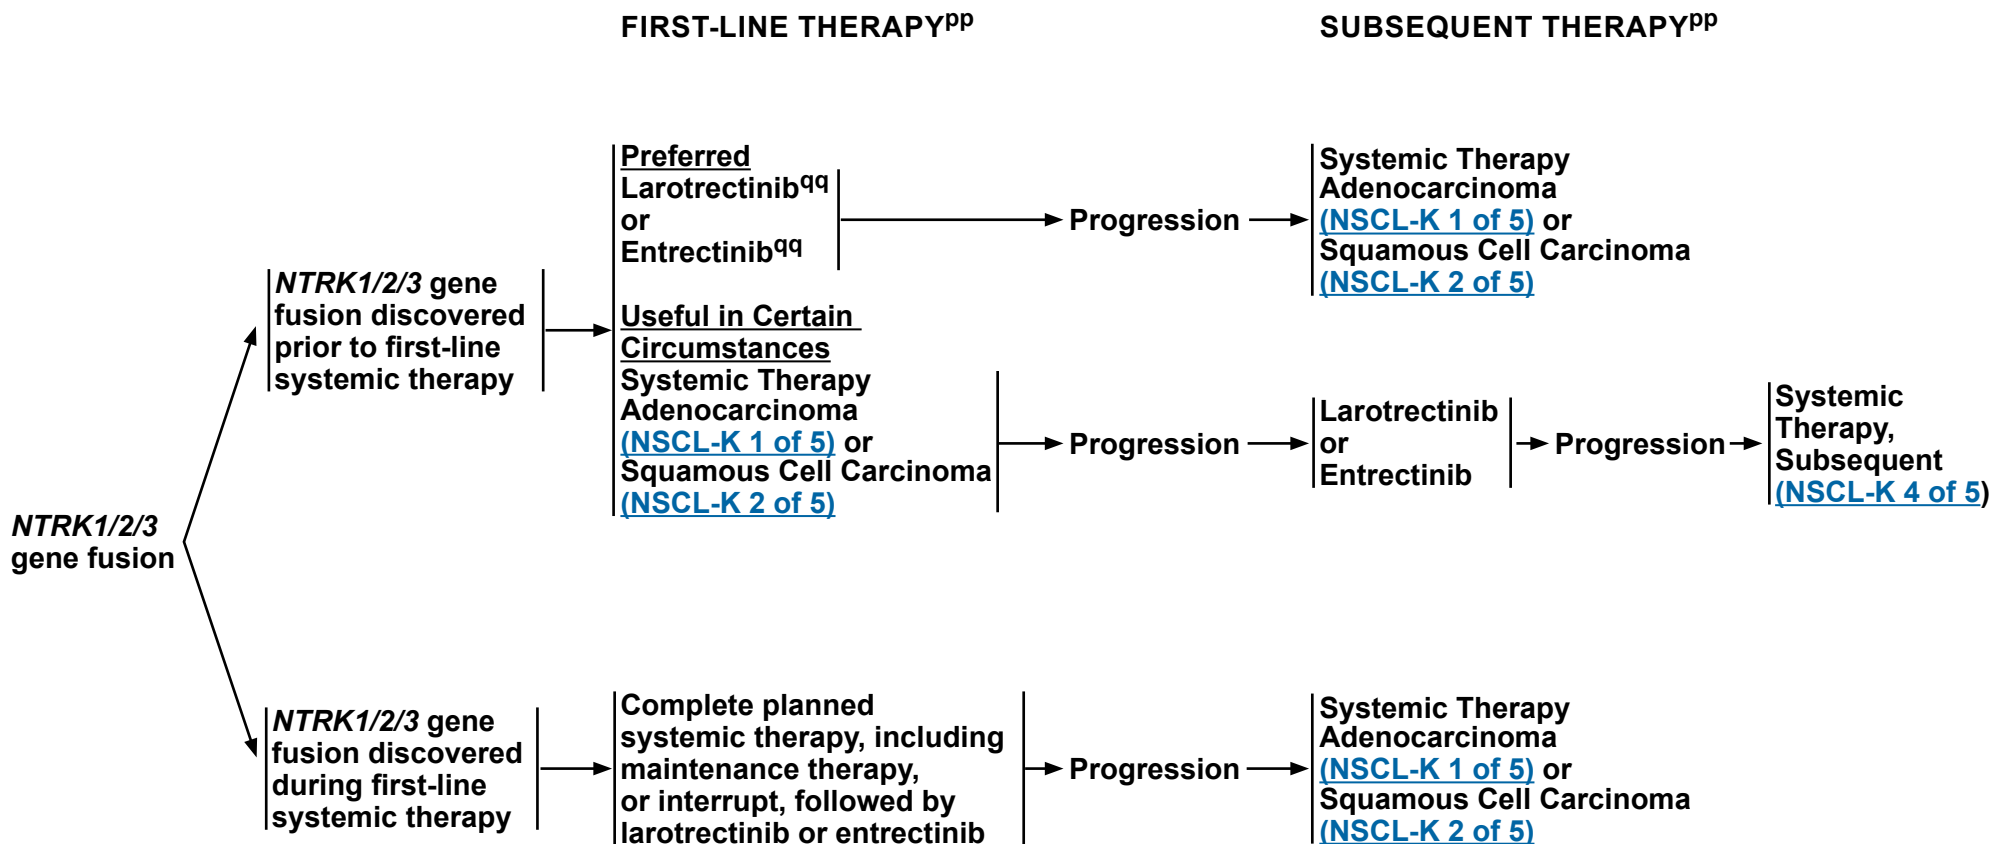 FIRST-LINE THERAPYpp
SUBSEQUENT THERAPYpp
NTRK1/2/3
gene fusion
NTRK1/2/3 gene
fusion discovered
prior to first-line
systemic therapy
Preferred
Larotrectinibqq
or
Entrectinibqq
Progression
Systemic Therapy
Adenocarcinoma
(NSCL-K 1 of 5) or
Squamous Cell Carcinoma
(NSCL-K 2 of 5)
Useful in Certain
Circumstances
Systemic Therapy
Adenocarcinoma
(NSCL-K 1 of 5) or
Squamous Cell Carcinoma
(NSCL-K 2 of 5)
Progression
Larotrectinib
or
Entrectinib
Progression
Systemic
Therapy,
Subsequent
(NSCL-K 4 of 5)
NTRK1/2/3 gene
fusion discovered
during first-line
systemic therapy
Complete planned
systemic therapy, including
maintenance therapy,
or interrupt, followed by
larotrectinib or entrectinib
Progression
Systemic Therapy
Adenocarcinoma
(NSCL-K 1 of 5) or
Squamous Cell Carcinoma
(NSCL-K 2 of 5)